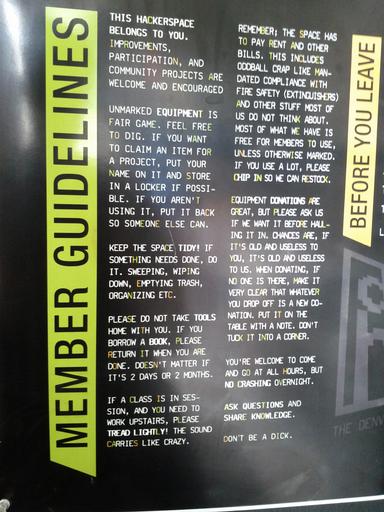 MEMBER GUIDELINES
THIS HACKERSPACE
BELONGS TO YOU.
IMPROVEMENTS,
PARTICIPATION, AND
COMMUNITY PROJECTS ARE
WELCOME AND ENCOURAGED
UNMARKED EQUIPMENT IS
FAIR GAME. FEEL FREE
TO DIG. IF YOU WANT
TO CLAIM AN ITEM FOR
A PROJECT, PUT YOUR
NAME ON IT AND STORE
IN A LOCKER IF POSSI-
BLE. IF YOU AREN'T
USING IT, PUT IT BACK
SO SOMEONE ELSE CAN.
KEEP THE SPACE TIDY! IF
SOMETHING NEEDS DONE, DO
IT. SWEEPING, WIPING
DOWN, EMPTYING TRASH,
ORGANIZING ETC.
PLEASE DO NOT TAKE TOOLS
HOME WITH YOU. IF YOU
BORROW A BOOK, PLEASE
RETURN IT WHEN YOU ARE
DONE. DOESN'T MATTER IF
IT'S 2 DAYS OR 2 MONTHS.
IF A CLASS IS IN SES-
SION, AND YOU NEED TO
WORK UPSTAIRS, PLEASE
TREAD LIGHTLY! THE SOUND
CARRIES LIKE CRAZY.
REMEMBER; THE SPACE HAS
TO PAY RENT AND OTHER
BILLS. THIS INCLUDES
ODDBALL CRAP LIKE MAN-
DATED COMPLIANCE WITH
FIRE SAFETY (EXTINGUISHERS)
AND OTHER STUFF MOST OF
US DO NOT THINK ABOUT.
MOST OF WHAT WE HAVE IS
FREE FOR MEMBERS TO USE,
UNLESS OTHERWISE MARKED.
IF YOU USE A LOT, PLEASE
CHIP IN SO WE CAN RESTOCK.
EQUIPMENT DONATIONS ARE
GREAT, BUT PLEASE ASK US
IF WE WANT IT BEFORE HAUL-
ING IT IN. CHANCES ARE, IF
IT'S OLD AND USELESS TO
YOU, IT'S OLD AND USELESS
TO US. WHEN DONATING, IF
NO ONE IS THERE, MAKE IT
VERY CLEAR THAT WHATEVER
YOU DROP OFF IS A NEW DO-
NATION. PUT IT ON THE
TABLE WITH A NOTE. DON'T
TUCK IT INTO A CORNER.
YOU'RE WELCOME TO COME
AND GO AT ALL HOURS, BUT
NO CRASHING OVERNIGHT.
ASK QUESTIONS AND
SHARE KNOWLEDGE.
DON'T BE A DICK.
BEFORE YOU LEAVE
THE DENV